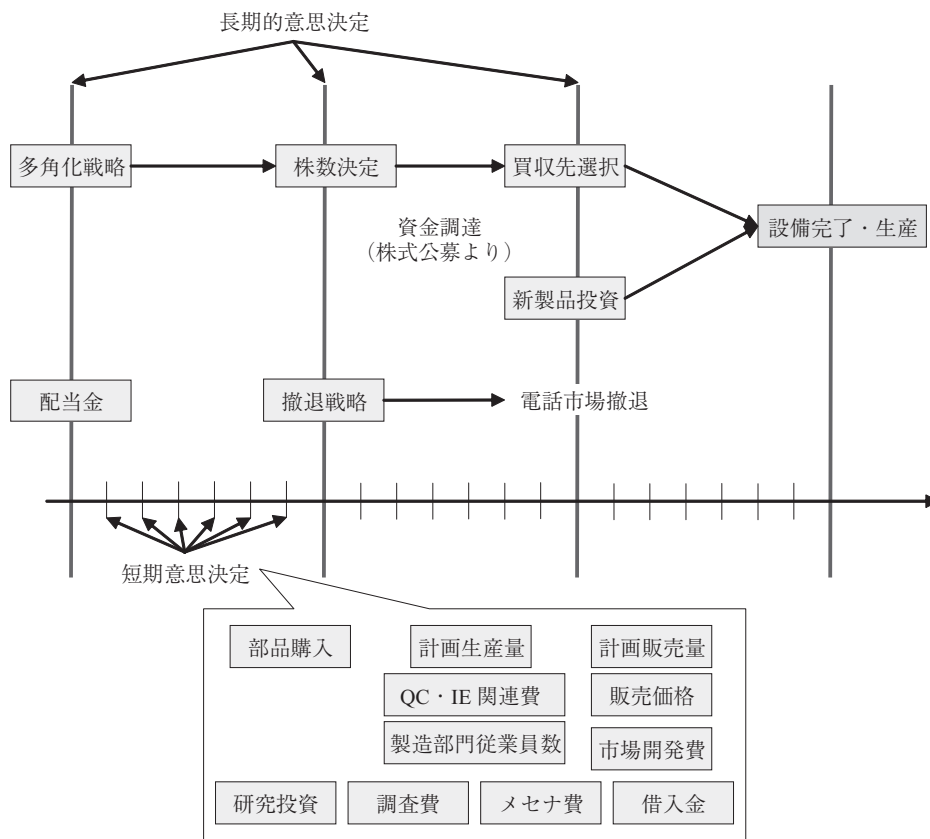 長期的意思決定
多角化戦略
株数決定
買収先選択
資金調達
（株式公募より）
設備完了・生産
新製品投資
配当金
撤退戦略
電話市場撤退
短期意思決定
部品購入
計画生産量
計画販売量
QC・IE 関連費
販売価格
製造部門従業員数
市場開発費
研究投資
調査費
メセナ費
借入金